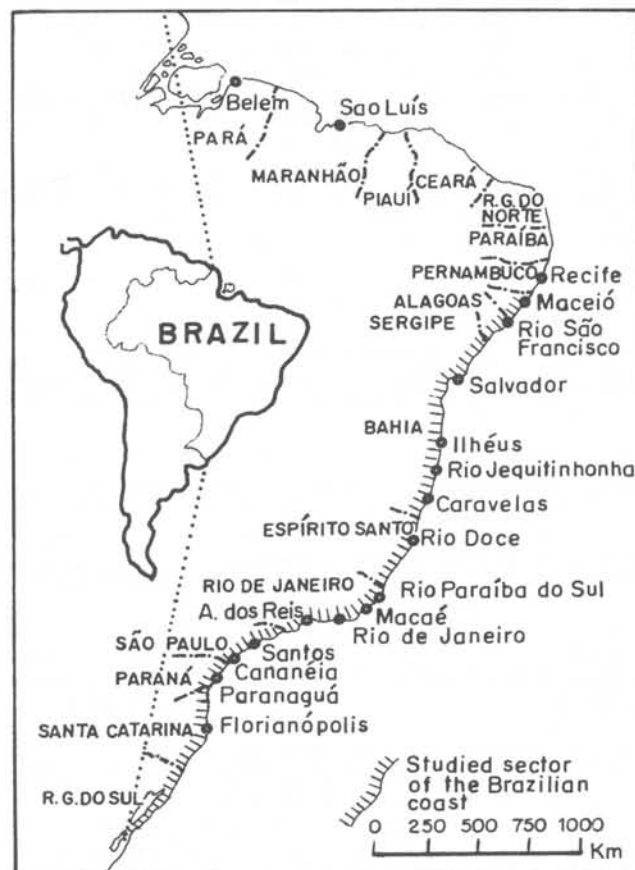 Belem
Sao Luís
PARÁ
MARANHÃO
PIAUÍ
CEARÁ
R.G.DO
NORTE
PARAÍBA
PERNAMBUCO
Recife
ALAGOAS
Maceió
SERGIPE
Rio São
Francisco
BRAZIL
Salvador
BAHIA
Ilhéus
Rio Jequitinhonha
Caravelas
ESPÍRITO SANTO
Rio Doce
RIO DE JANEIRO
Rio Paraíba do Sul
A. dos Reis
Macaé
Rio de Janeiro
SÃO PAULO
Santos
Cananéia
PARANÁ
Paranaguá
SANTA CATARINA
Florianópolis
R.G.DO SUL
Studied sector
of the Brazilian
coast
0 250 500 750 1000
Km